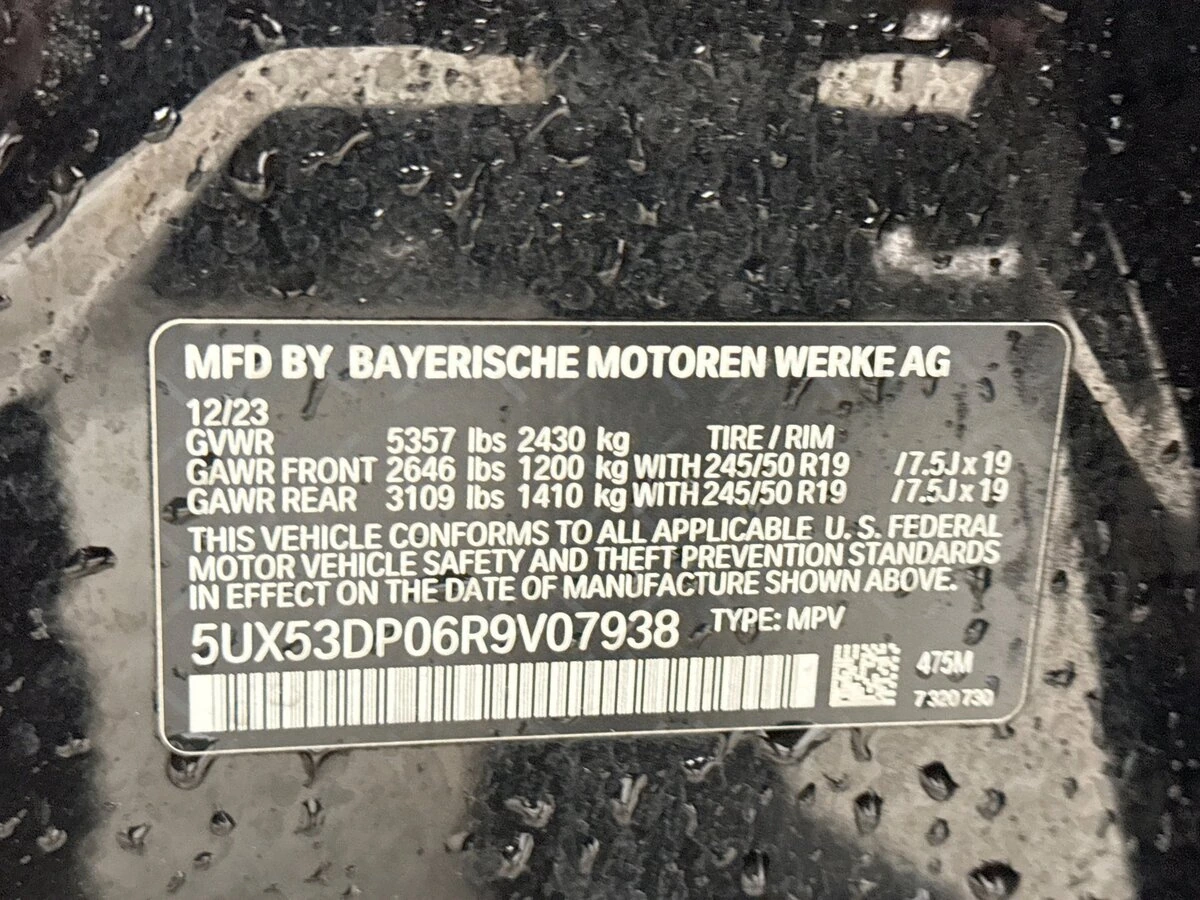 MFD BY BAYERISCHE MOTOREN WERKE AG
12/23
GVWR 5357 lbs 2430 kg TIRE / RIM
GAWR FRONT 2646 lbs 1200 kg WITH 245/50 R19 /7.5J x 19
GAWR REAR 3109 lbs 1410 kg WITH 245/50 R19 /7.5J x 19
THIS VEHICLE CONFORMS TO ALL APPLICABLE U. S. FEDERAL
MOTOR VEHICLE SAFETY AND THEFT PREVENTION STANDARDS
IN EFFECT ON THE DATE OF MANUFACTURE SHOWN ABOVE.
5UX53DP06R9V07938 TYPE: MPV
475M
7 320 730